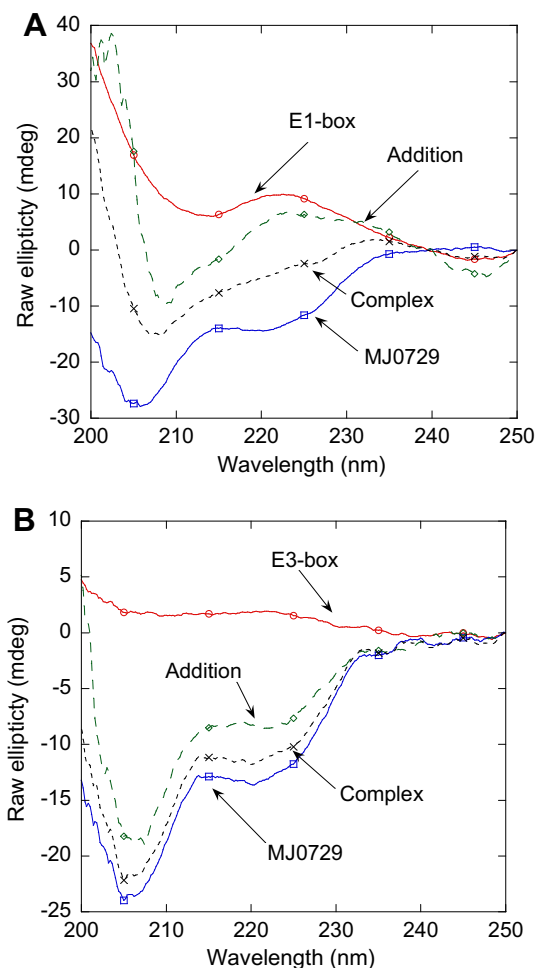 A
40
30
20
10
0
-10
-20
-30
Raw ellipticty (mdeg)
E1-box
Addition
Complex
MJ0729
200 210 220 230 240 250
Wavelength (nm)
B
10
5
0
-5
-10
-15
-20
-25
Raw ellipticty (mdeg)
E3-box
Addition
Complex
MJ0729
200 210 220 230 240 250
Wavelength (nm)